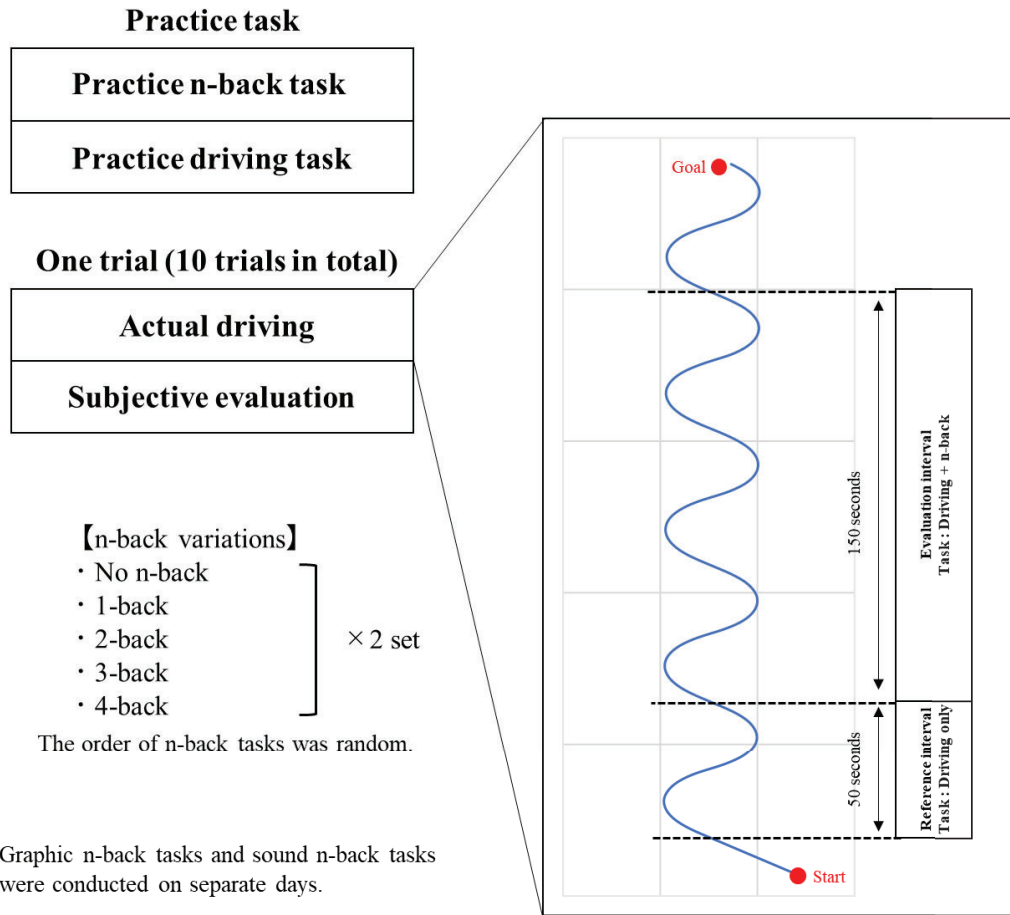 Practice task
Practice n-back task
Practice driving task
One trial (10 trials in total)
Actual driving
Subjective evaluation
【n-back variations】
・No n-back
・1-back
・2-back
・3-back
・4-back
× 2 set
The order of n-back tasks was random.
Graphic n-back tasks and sound n-back tasks
were conducted on separate days.
Goal
150 seconds
Evaluation interval
Task : Driving + n-back
50 seconds
Reference interval
Task : Driving only
Start